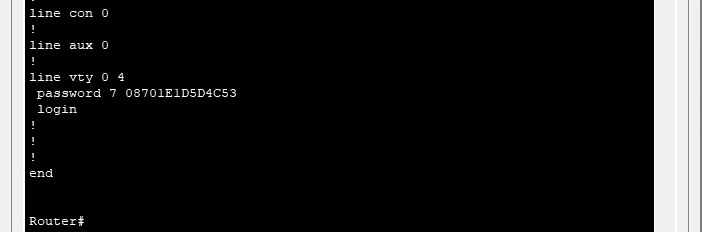 line con 0
!
line aux 0
!
line vty 0 4
 password 7 08701E1D5D4C53
 login
!
!
!
end
Router#